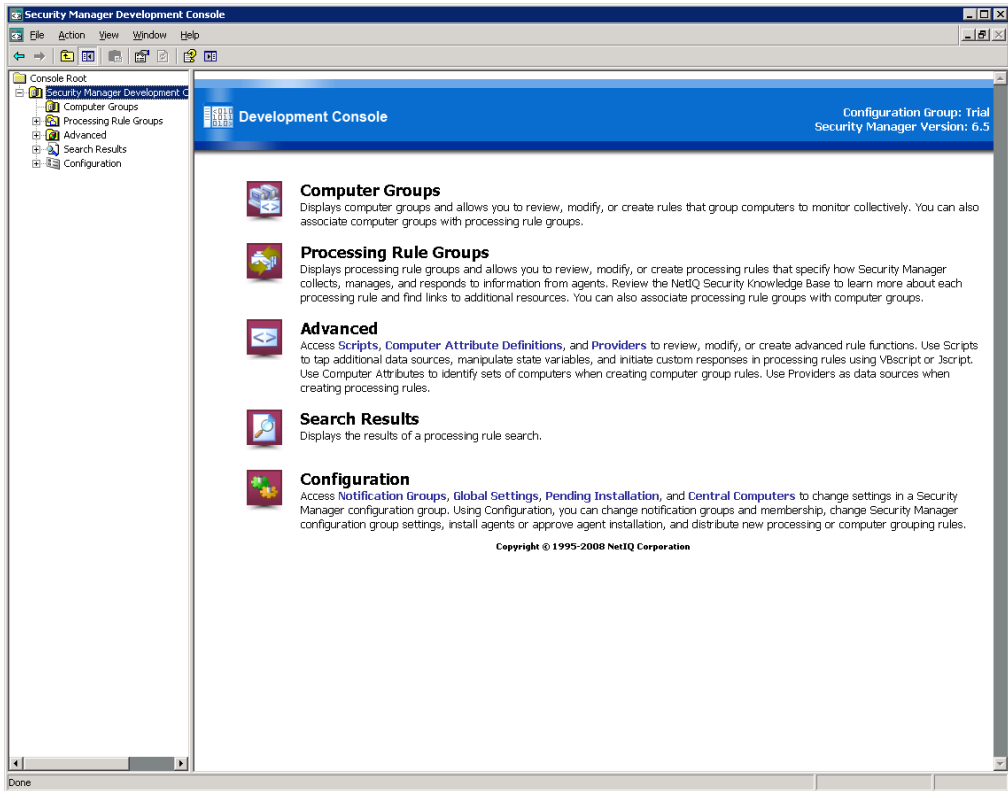 Security Manager Development Console
File Action View Window Help
Console Root
Security Manager Development C
Computer Groups
Processing Rule Groups
Advanced
Search Results
Configuration
Development Console
Configuration Group: Trial
Security Manager Version: 6.5
Computer Groups
Displays computer groups and allows you to review, modify, or create rules that group computers to monitor collectively. You can also
associate computer groups with processing rule groups.
Processing Rule Groups
Displays processing rule groups and allows you to review, modify, or create processing rules that specify how Security Manager
collects, manages, and responds to information from agents. Review the NetIQ Security Knowledge Base to learn more about each
processing rule and find links to additional resources. You can also associate processing rule groups with computer groups.
Advanced
Access Scripts, Computer Attribute Definitions, and Providers to review, modify, or create advanced rule functions. Use Scripts
to tap additional data sources, manipulate state variables, and initiate custom responses in processing rules using VBscript or Jscript.
Use Computer Attributes to identify sets of computers when creating computer group rules. Use Providers as data sources when
creating processing rules.
Search Results
Displays the results of a processing rule search.
Configuration
Access Notification Groups, Global Settings, Pending Installation, and Central Computers to change settings in a Security
Manager configuration group. Using Configuration, you can change notification groups and membership, change Security Manager
configuration group settings, install agents or approve agent installation, and distribute new processing or computer grouping rules.
Copyright © 1995-2008 NetIQ Corporation
Done